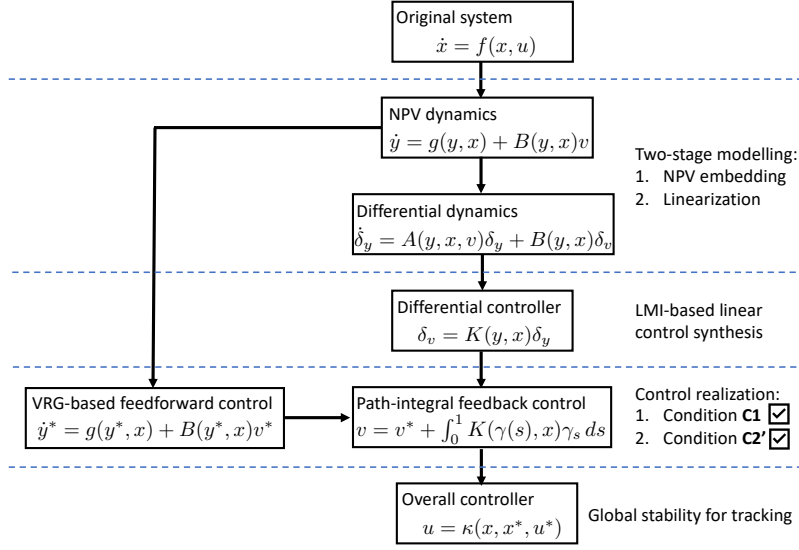 Original system
ẋ = f(x, u)
NPV dynamics
ẏ = g(y, x) + B(y, x)v
Two-stage modelling:
1. NPV embedding
2. Linearization
Differential dynamics
δ̇_y = A(y, x, v)δ_y + B(y, x)δ_v
Differential controller
δ_v = K(y, x)δ_y
LMI-based linear
control synthesis
VRG-based feedforward control
ẏ* = g(y*, x) + B(y*, x)v*
Path-integral feedback control
v = v* + ∫₀¹ K(γ(s), x)γ_s ds
Control realization:
1. Condition C1 ☑
2. Condition C2' ☑
Overall controller
u = κ(x, x*, u*)
Global stability for tracking